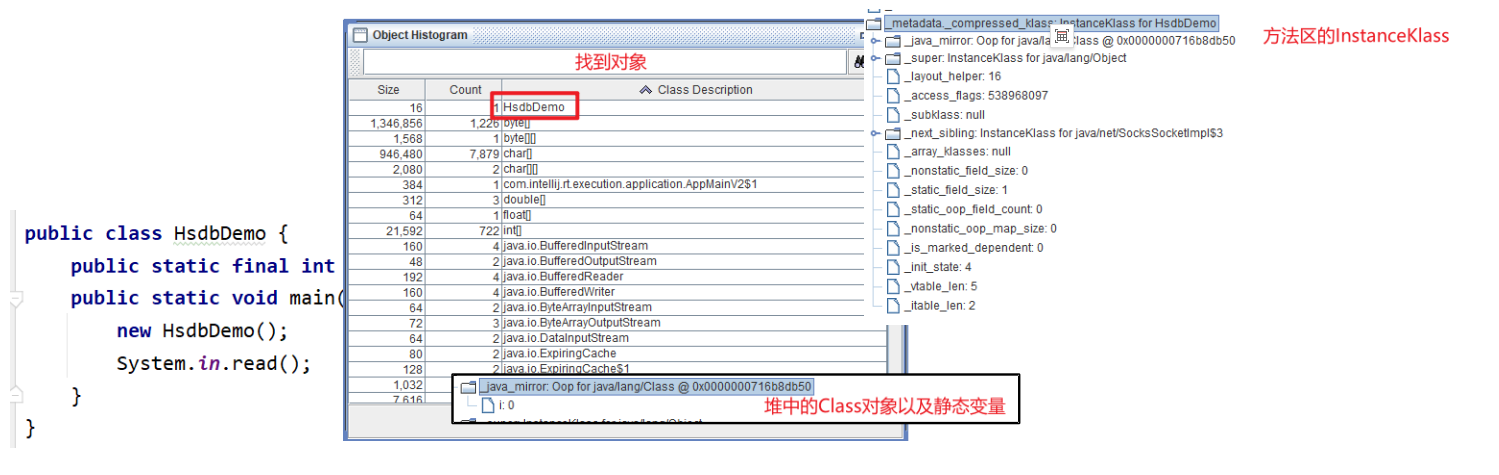 public class HsdbDemo {
public static final int
public static void main(
new HsdbDemo();
System.in.read();
}
}
Object Histogram
找到对象
Size Count Class Description
16 1 HsdbDemo
1,346,856 1,226 byte[]
1,568 1 byte[][]
946,480 7,879 char[]
2,080 2 char[][]
384 1 com.intellij.rt.execution.application.AppMainV2$1
312 3 double[]
64 1 float[]
21,592 722 int[]
160 4 java.io.BufferedInputStream
48 2 java.io.BufferedOutputStream
192 4 java.io.BufferedReader
160 4 java.io.BufferedWriter
64 2 java.io.ByteArrayInputStream
72 3 java.io.ByteArrayOutputStream
64 2 java.io.DataInputStream
80 2 java.io.ExpiringCache
128 2 java.io.ExpiringCache$1
1,032
7,616
_java_mirror: Oop for java/lang/Class @ 0x0000000716b8db50
i: 0
堆中的Class对象以及静态变量
_super: InstanceKlass for java/lang/Object
_metadata._compressed_klass: InstanceKlass for HsdbDemo
_java_mirror: Oop for java/la Class @ 0x0000000716b8db50
_super: InstanceKlass for java/lang/Object
_layout_helper: 16
_access_flags: 538968097
_subklass: null
_next_sibling: InstanceKlass for java/net/SocksSocketImpl$3
_array_klasses: null
_nonstatic_field_size: 0
_static_field_size: 1
_static_oop_field_count: 0
_nonstatic_oop_map_size: 0
_is_marked_dependent: 0
_init_state: 4
_vtable_len: 5
_itable_len: 2
方法区的InstanceKlass